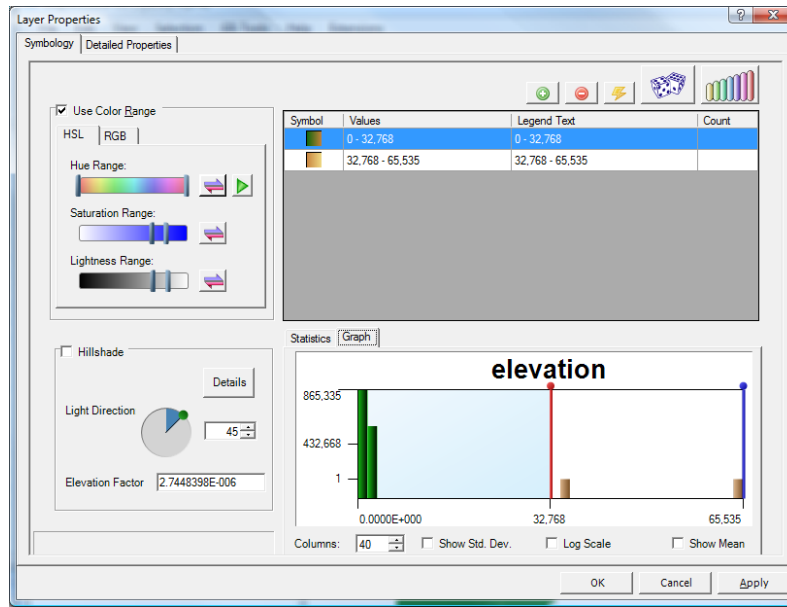 Layer Properties
Symbology
Detailed Properties
Use Color Range
HSL
RGB
Hue Range:
Saturation Range:
Lightness Range:
Symbol Values Legend Text Count
0 - 32,768 0 - 32,768
32,768 - 65,535 32,768 - 65,535
Hillshade
Details
Light Direction
45
Elevation Factor 2.7448398E-006
Statistics Graph
elevation
865,335
432,668
1
0.0000E+000 32,768 65,535
Columns: 40 Show Std. Dev. Log Scale Show Mean
OK Cancel Apply